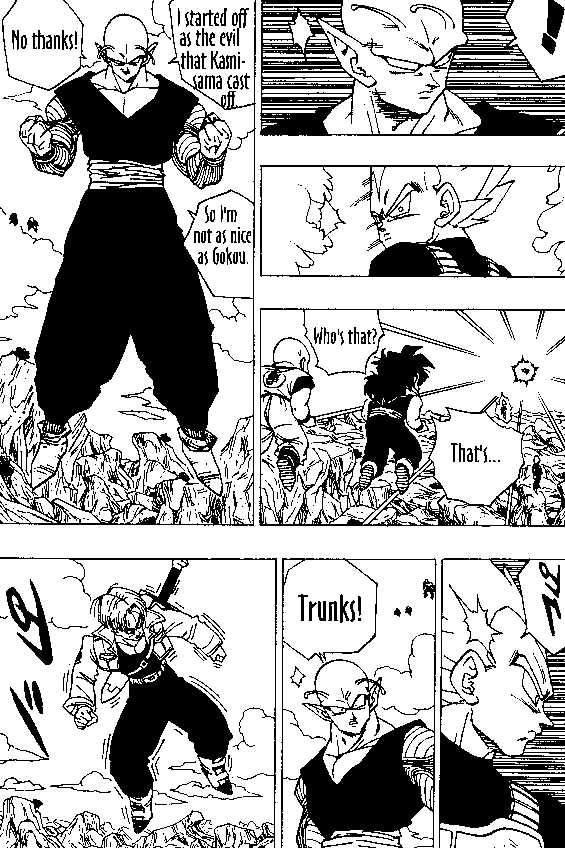 No thanks!
I started off
as the evil
that Kami-
sama cast
off.
So I'm
not as nice
as Gokou.
Who's that?
That's...
Trunks!